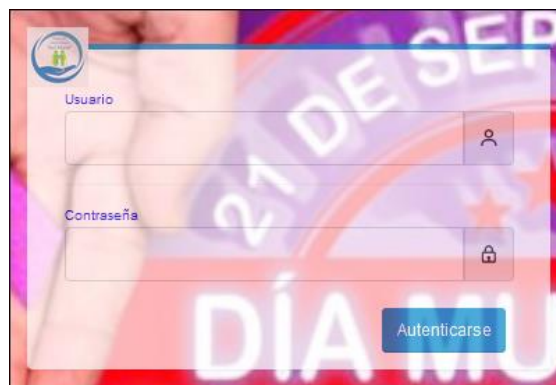 21 DE SEP
Usuario
Contraseña
DÍA MU
Autenticarse